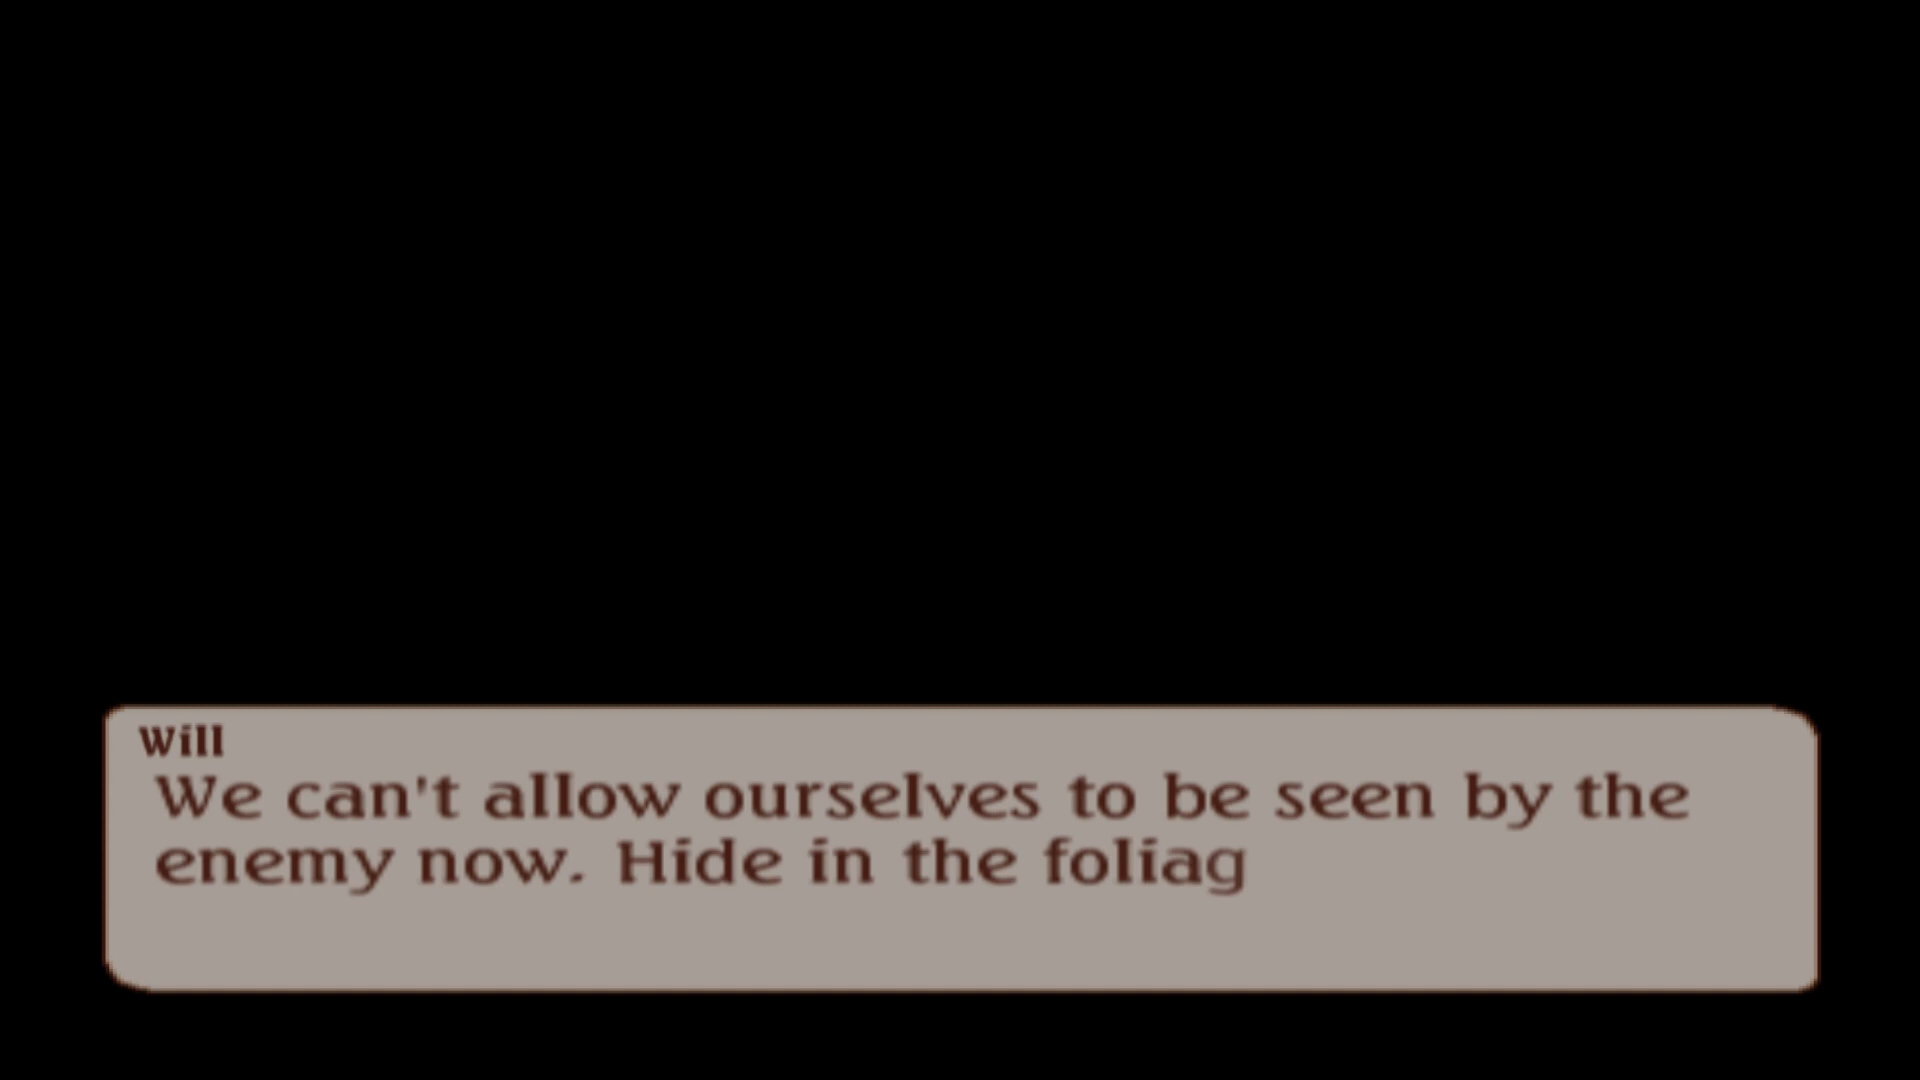 Will
We can't allow ourselves to be seen by the
enemy now. Hide in the foliag